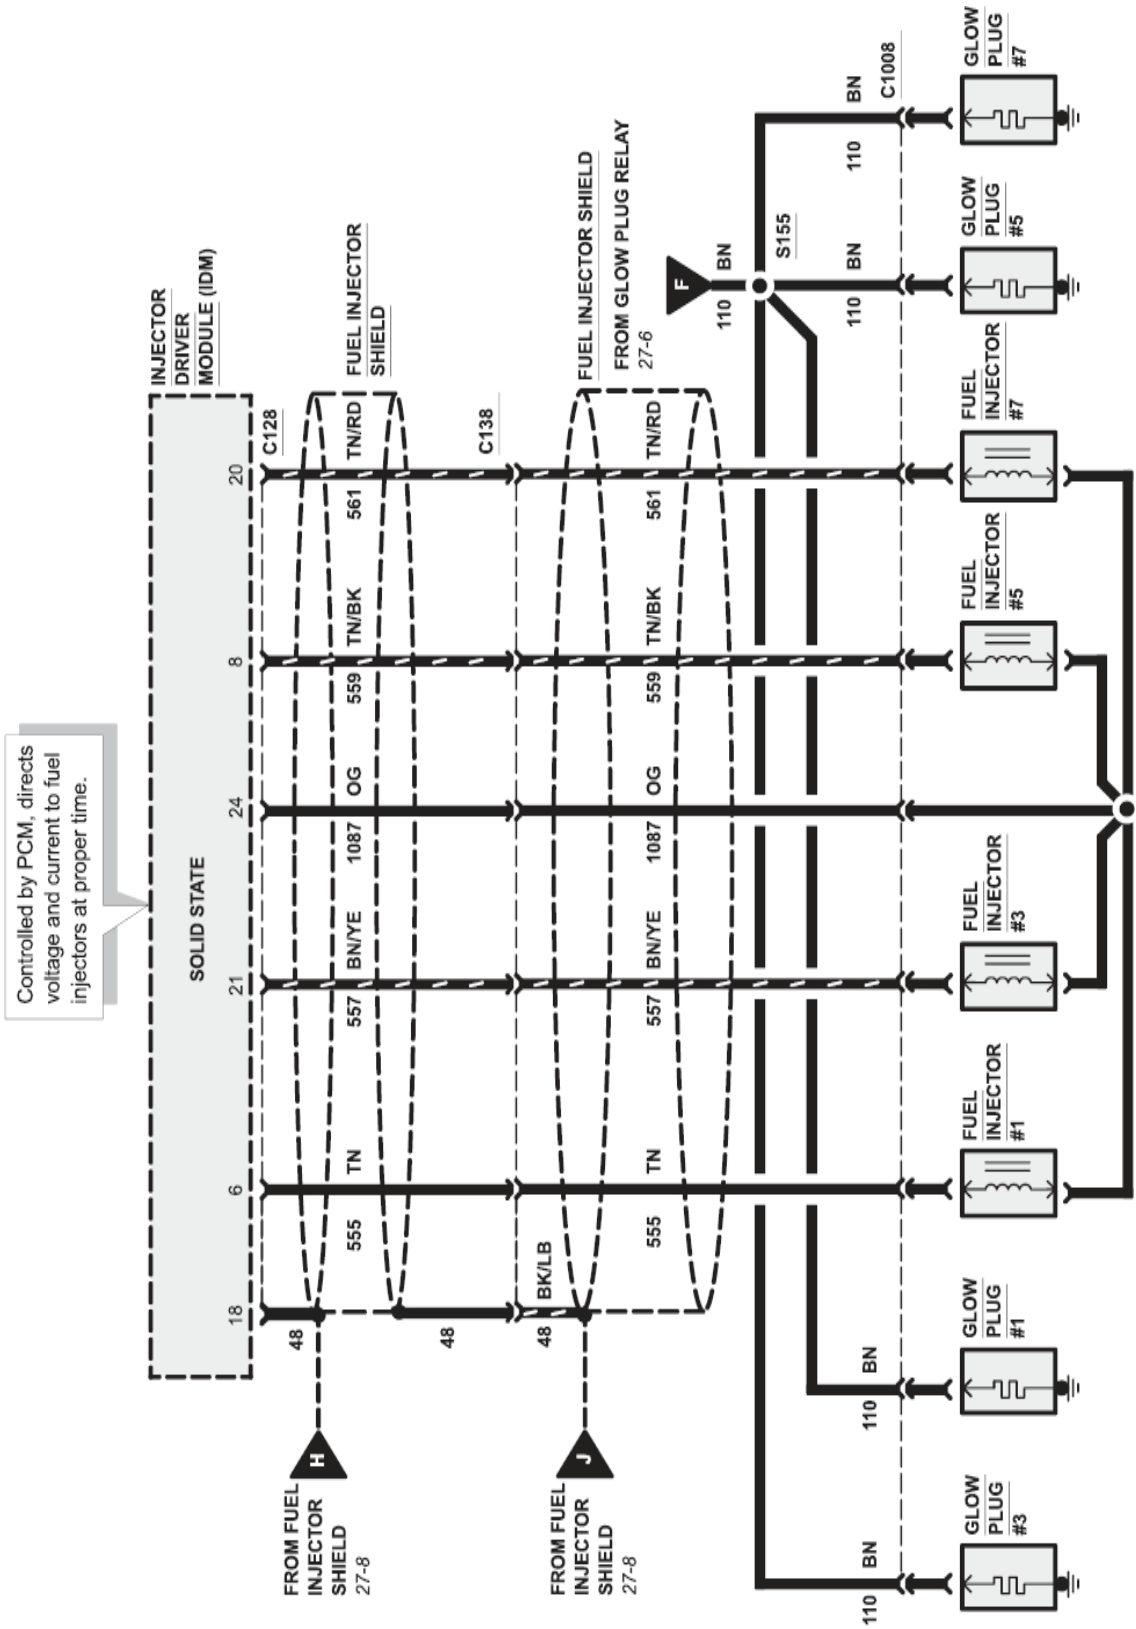 Controlled by PCM, directs
voltage and current to fuel
injectors at proper time.
INJECTOR
DRIVER
MODULE (IDM)
SOLID STATE
18
6
21
24
8
20
C128
FROM FUEL
INJECTOR
SHIELD
27-8
H
48
555 TN
557 BN/YE
1087 OG
559 TN/BK
561 TN/RD
FUEL INJECTOR
SHIELD
48
C138
FROM FUEL
INJECTOR
SHIELD
27-8
J
48 BK/LB
FUEL INJECTOR SHIELD
FROM GLOW PLUG RELAY
27-6
555 TN
557 BN/YE
1087 OG
559 TN/BK
561 TN/RD
F
110 BN
S155
110 BN
110 BN
110 BN
110 BN
C1008
GLOW
PLUG
#3
GLOW
PLUG
#1
FUEL
INJECTOR
#1
FUEL
INJECTOR
#3
FUEL
INJECTOR
#5
FUEL
INJECTOR
#7
GLOW
PLUG
#5
GLOW
PLUG
#7